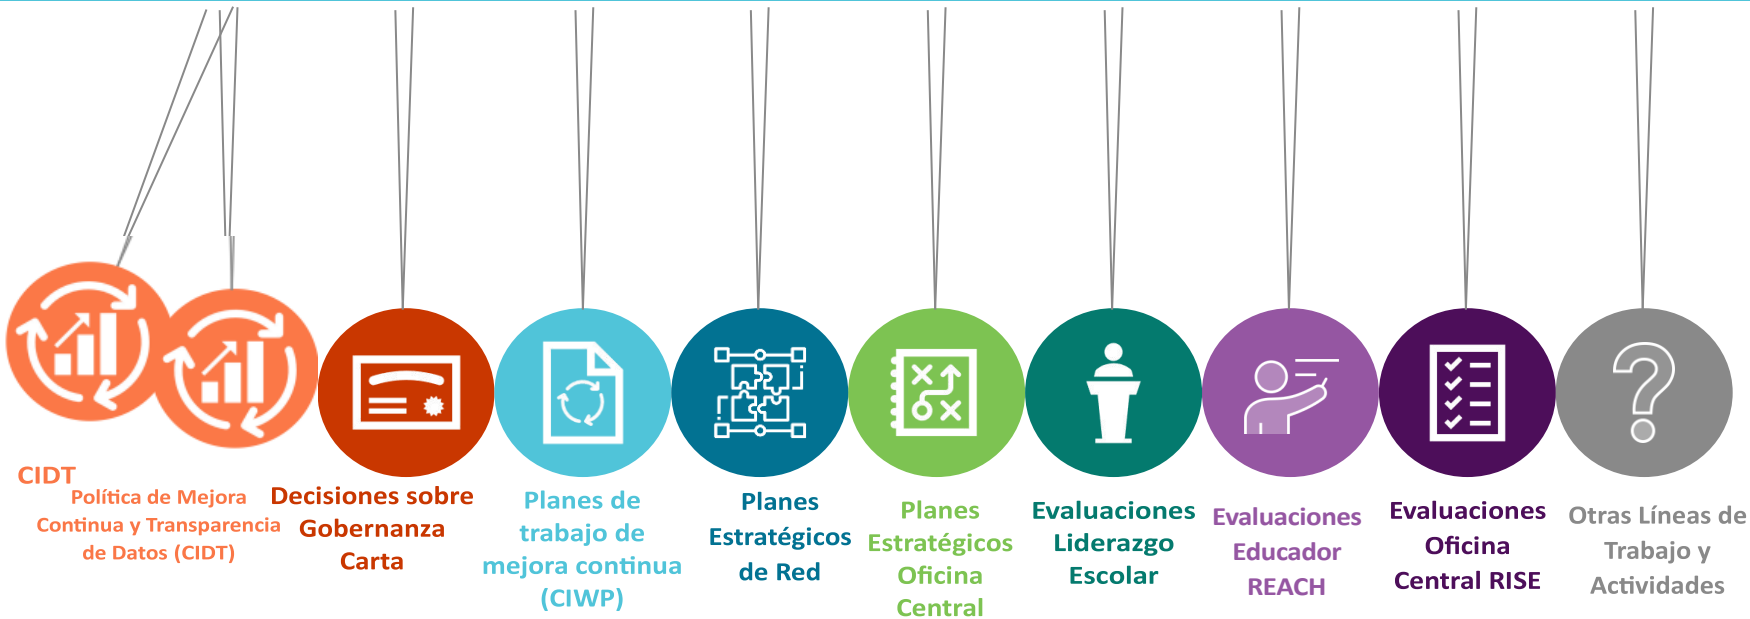 CIDT
Política de Mejora
Continua y Transparencia
de Datos (CIDT)
Decisiones sobre
Gobernanza
Carta
Planes de
trabajo de
mejora continua
(CIWP)
Planes
Estratégicos
de Red
Planes
Estratégicos
Oficina
Central
Evaluaciones
Liderazgo
Escolar
Evaluaciones
Educador
REACH
Evaluaciones
Oficina
Central RISE
Otras Líneas de
Trabajo y
Actividades